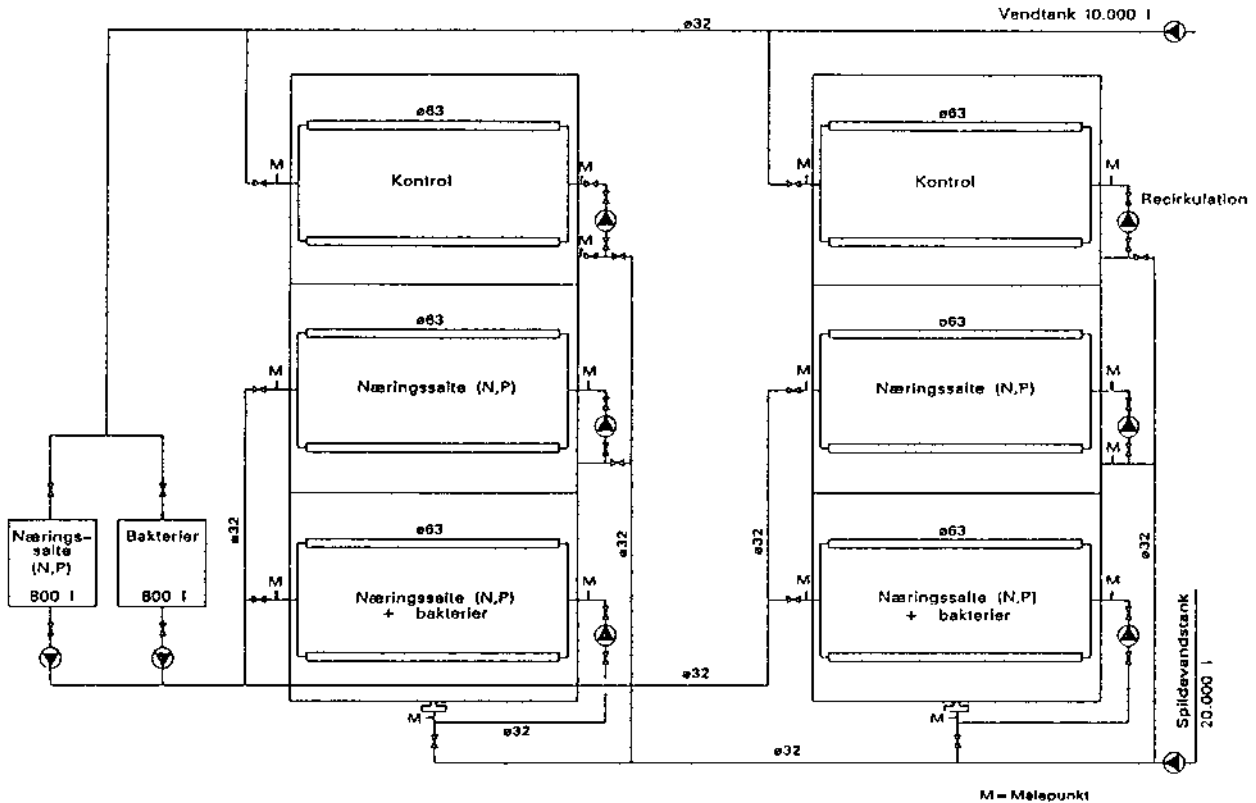 Vendtank 10.000 l
ø32
ø63
ø63
M
M
M
M
Kontrol
Kontrol
Recirkulation
M
ø63
ø63
M
M
M
M
Næringssalte (N,P)
Næringssalte (N,P)
M
Nærings-
salte
(N,P)
800 l
Bakterier
800 l
ø32
ø32
ø32
ø32
ø63
ø63
M
M
M
M
Næringssalte (N,P)
+ bakterier
Næringssalte (N,P)
+ bakterier
ø32
M
M
ø32
ø32
Spildevandstank
20.000 l
M = Målepunkt